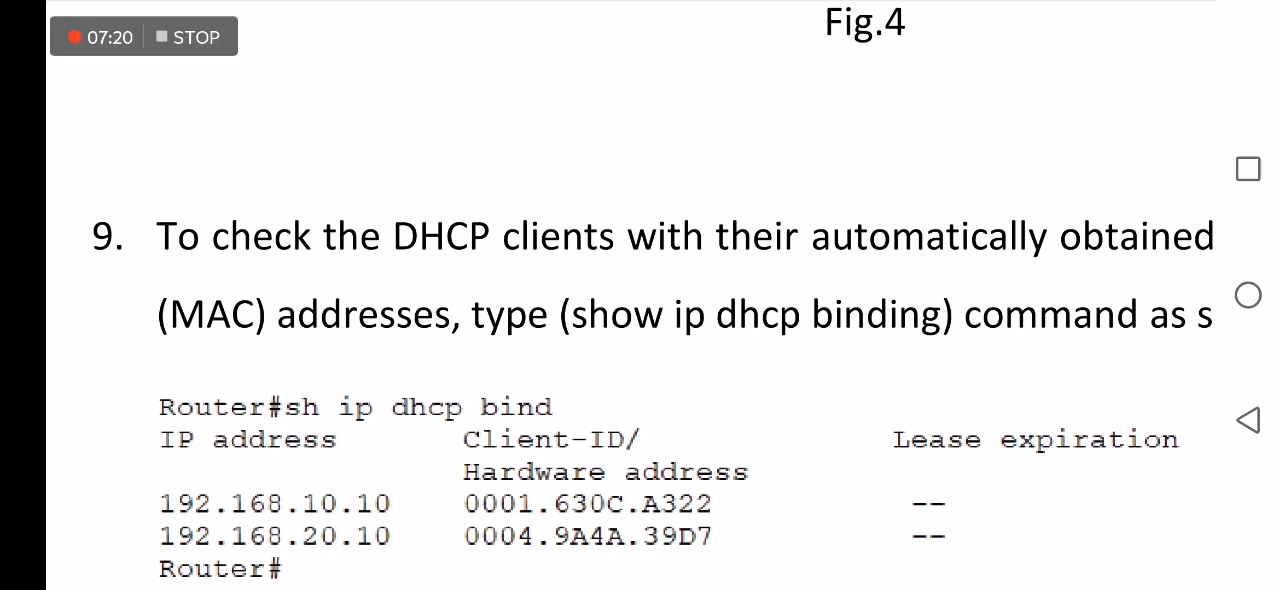 Fig.4
07:20 STOP
9. To check the DHCP clients with their automatically obtained
(MAC) addresses, type (show ip dhcp binding) command as s
Router#sh ip dhcp bind
IP address Client-ID/ Lease expiration
Hardware address
192.168.10.10 0001.630C.A322 --
192.168.20.10 0004.9A4A.39D7 --
Router#